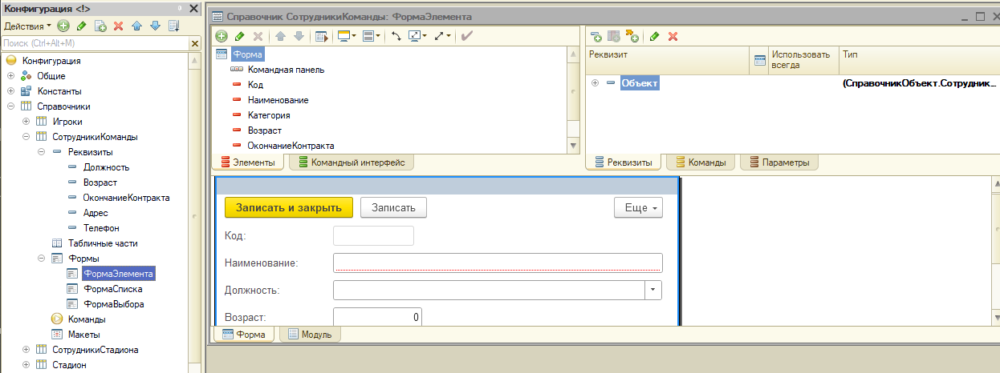 Конфигурация <!>
Действия
Поиск (Ctrl+Alt+M)
Конфигурация
Общие
Константы
Справочники
Игроки
СотрудникиКоманды
Реквизиты
Должность
Возраст
ОкончаниеКонтракта
Адрес
Телефон
Табличные части
Формы
ФормаЭлемента
ФормаСписка
ФормаВыбора
Команды
Макеты
СотрудникиСтадиона
Стадион
Справочник СотрудникиКоманды: ФормаЭлемента
Форма
Командная панель
Код
Наименование
Категория
Возраст
ОкончаниеКонтракта
Элементы
Командный интерфейс
Реквизит
Использовать
всегда
Тип
Объект
(СправочникОбъект.Сотрудник...
Реквизиты
Команды
Параметры
Записать и закрыть
Записать
Еще
Код:
Наименование:
Должность:
Возраст:
0
Форма
Модуль